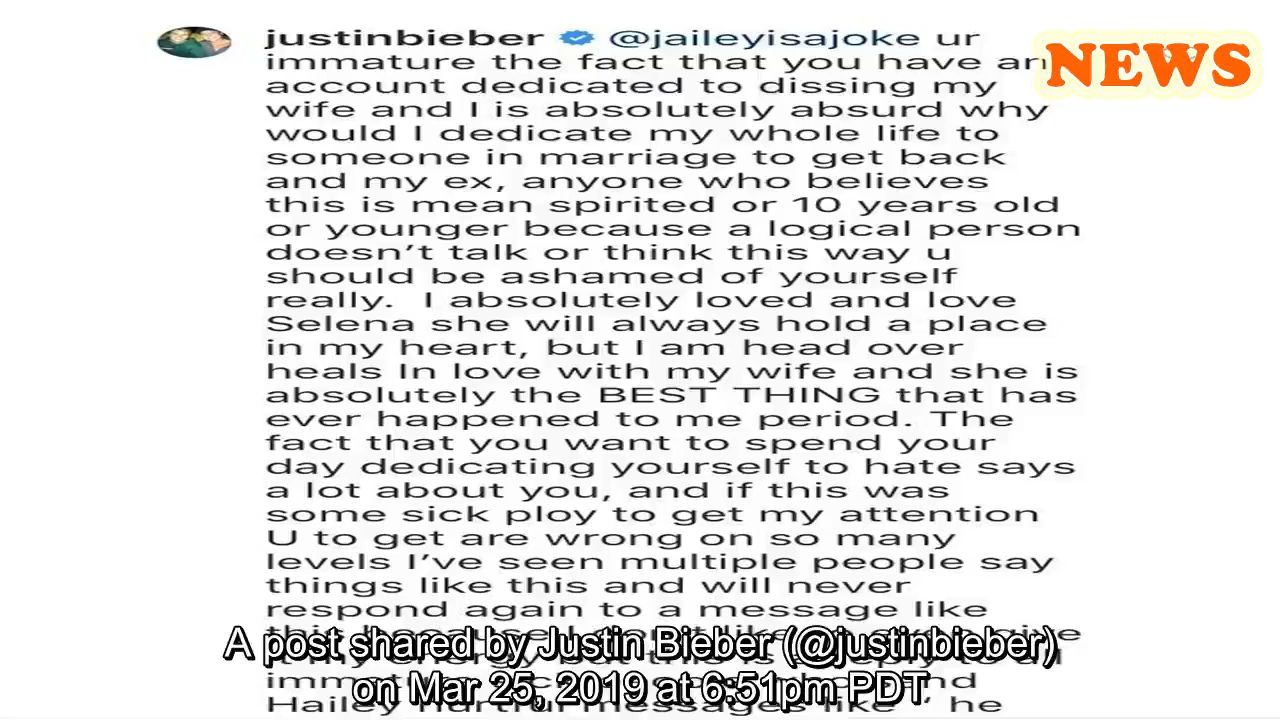 justinbieber @jaileyisajoke ur
immature the fact that you have an
account dedicated to dissing my
wife and I is absolutely absurd why
would I dedicate my whole life to
someone in marriage to get back
and my ex, anyone who believes
this is mean spirited or 10 years old
or younger because a logical person
doesn’t talk or think this way u
should be ashamed of yourself
really. I absolutely loved and love
Selena she will always hold a place
in my heart, but I am head over
heals In love with my wife and she is
absolutely the BEST THING that has
ever happened to me period. The
fact that you want to spend your
day dedicating yourself to hate says
a lot about you, and if this was
some sick ploy to get my attention
U to get are wrong on so many
levels I’ve seen multiple people say
things like this and will never
respond again to a message like
Hailey hurtful messages like he
NEWS
A post shared by Justin Bieber (@justinbieber)
on Mar 25, 2019 at 6:51pm PDT